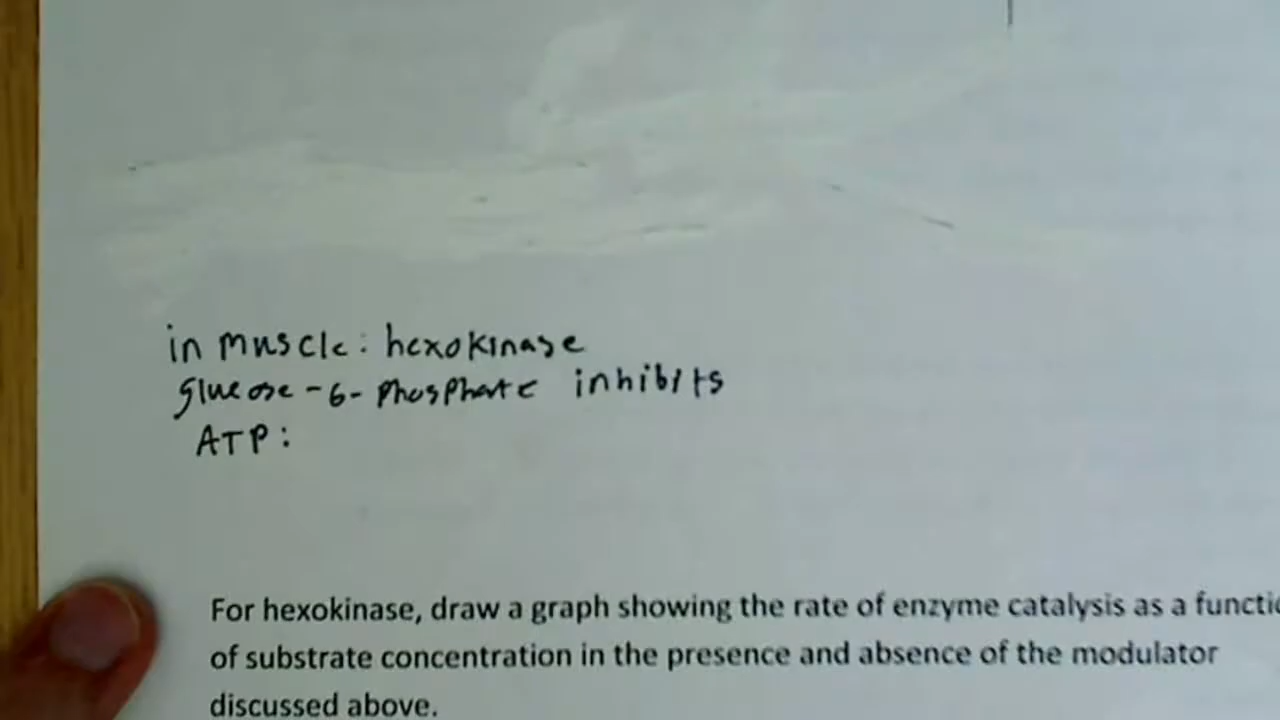 in muscle: hexokinase
glucose-6-phosphate inhibits
ATP:
For hexokinase, draw a graph showing the rate of enzyme catalysis as a functio
of substrate concentration in the presence and absence of the modulator
discussed above.